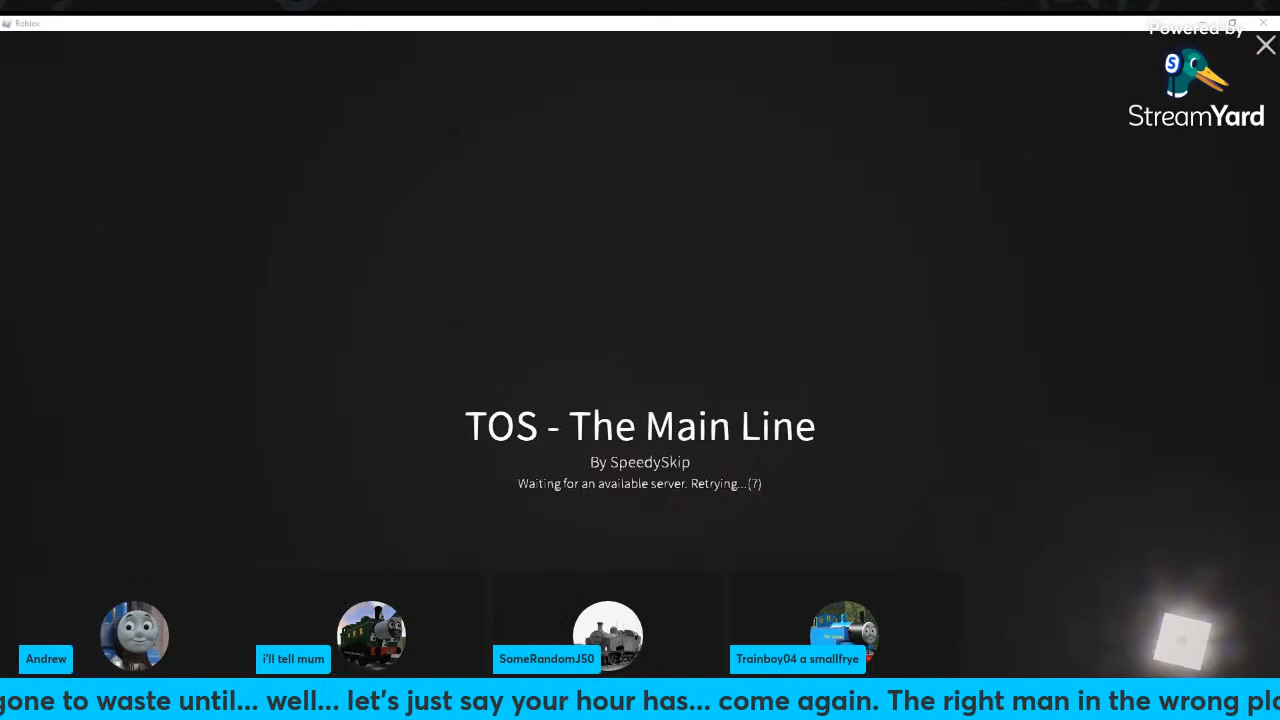 Roblox
Powered by
S
StreamYard
TOS - The Main Line
By SpeedySkip
Waiting for an available server. Retrying...(7)
Andrew
i'll tell mum
SomeRandomJ50
Trainboy04 a smallfrye
gone to waste until... well... let's just say your hour has... come again. The right man in the wrong pla